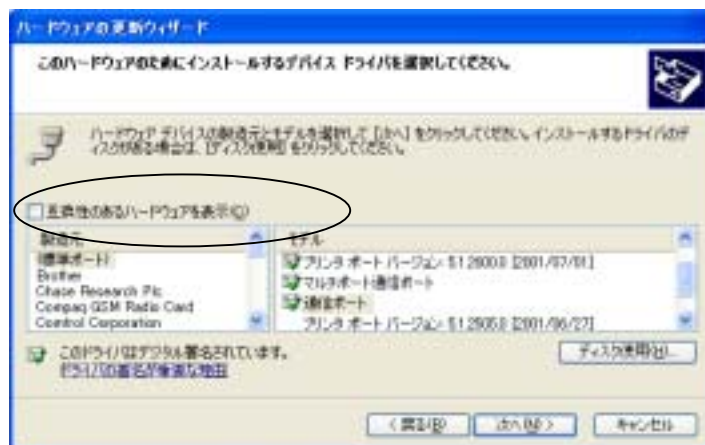 ハードウェアの更新ウィザード
このハードウェアのためにインストールするデバイス ドライバを選択してください。
ハードウェア デバイスの製造元とモデルを選択して [次へ] をクリックしてください。インストールするドライバのディスクがある場合は、[ディスク使用] をクリックしてください。
互換性のあるハードウェアを表示(C)
製造元
(標準ポート)
Brother
Chase Research Plc
Compaq GSM Radio Card
Comtrol Corporation
モデル
プリンタ ポート バージョン: 5.1.2600.0 [2001/07/01]
マルチポート通信ポート
通信ポート
プリンタ ポート バージョン: 5.1.2505.0 [2001/06/27]
このドライバはデジタル署名されています。
ドライバの署名が重要な理由
ディスク使用(H)...
< 戻る(B)
次へ(N) >
キャンセル